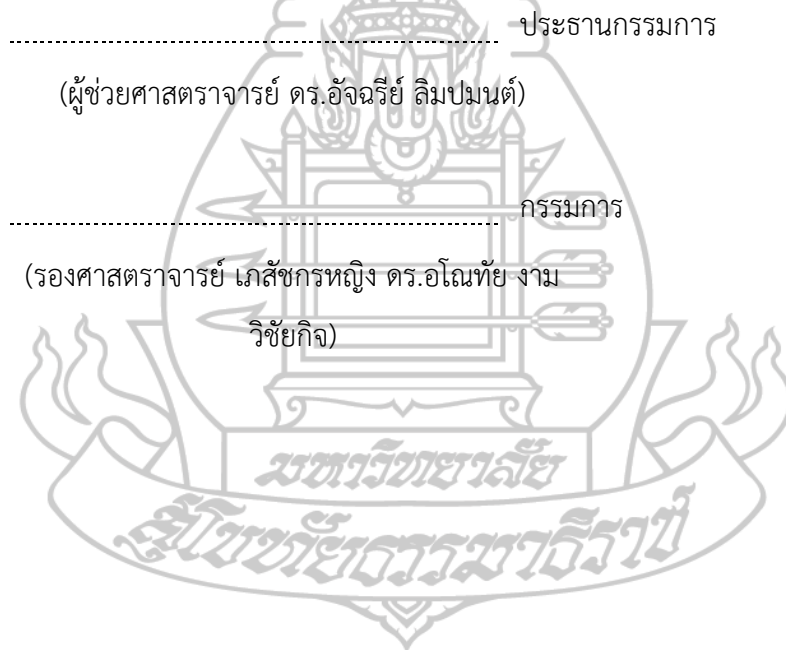 ประธานกรรมการ
(ผู้ช่วยศาสตราจารย์ ดร.อัจฉรีย์ ลิมปมนต์)
กรรมการ
(รองศาสตราจารย์ เภสัชกรหญิง ดร.อโณทัย งาม
วิชัยกิจ)
มหาวิทยาลัย
สุโขทัยธรรมาธิราช